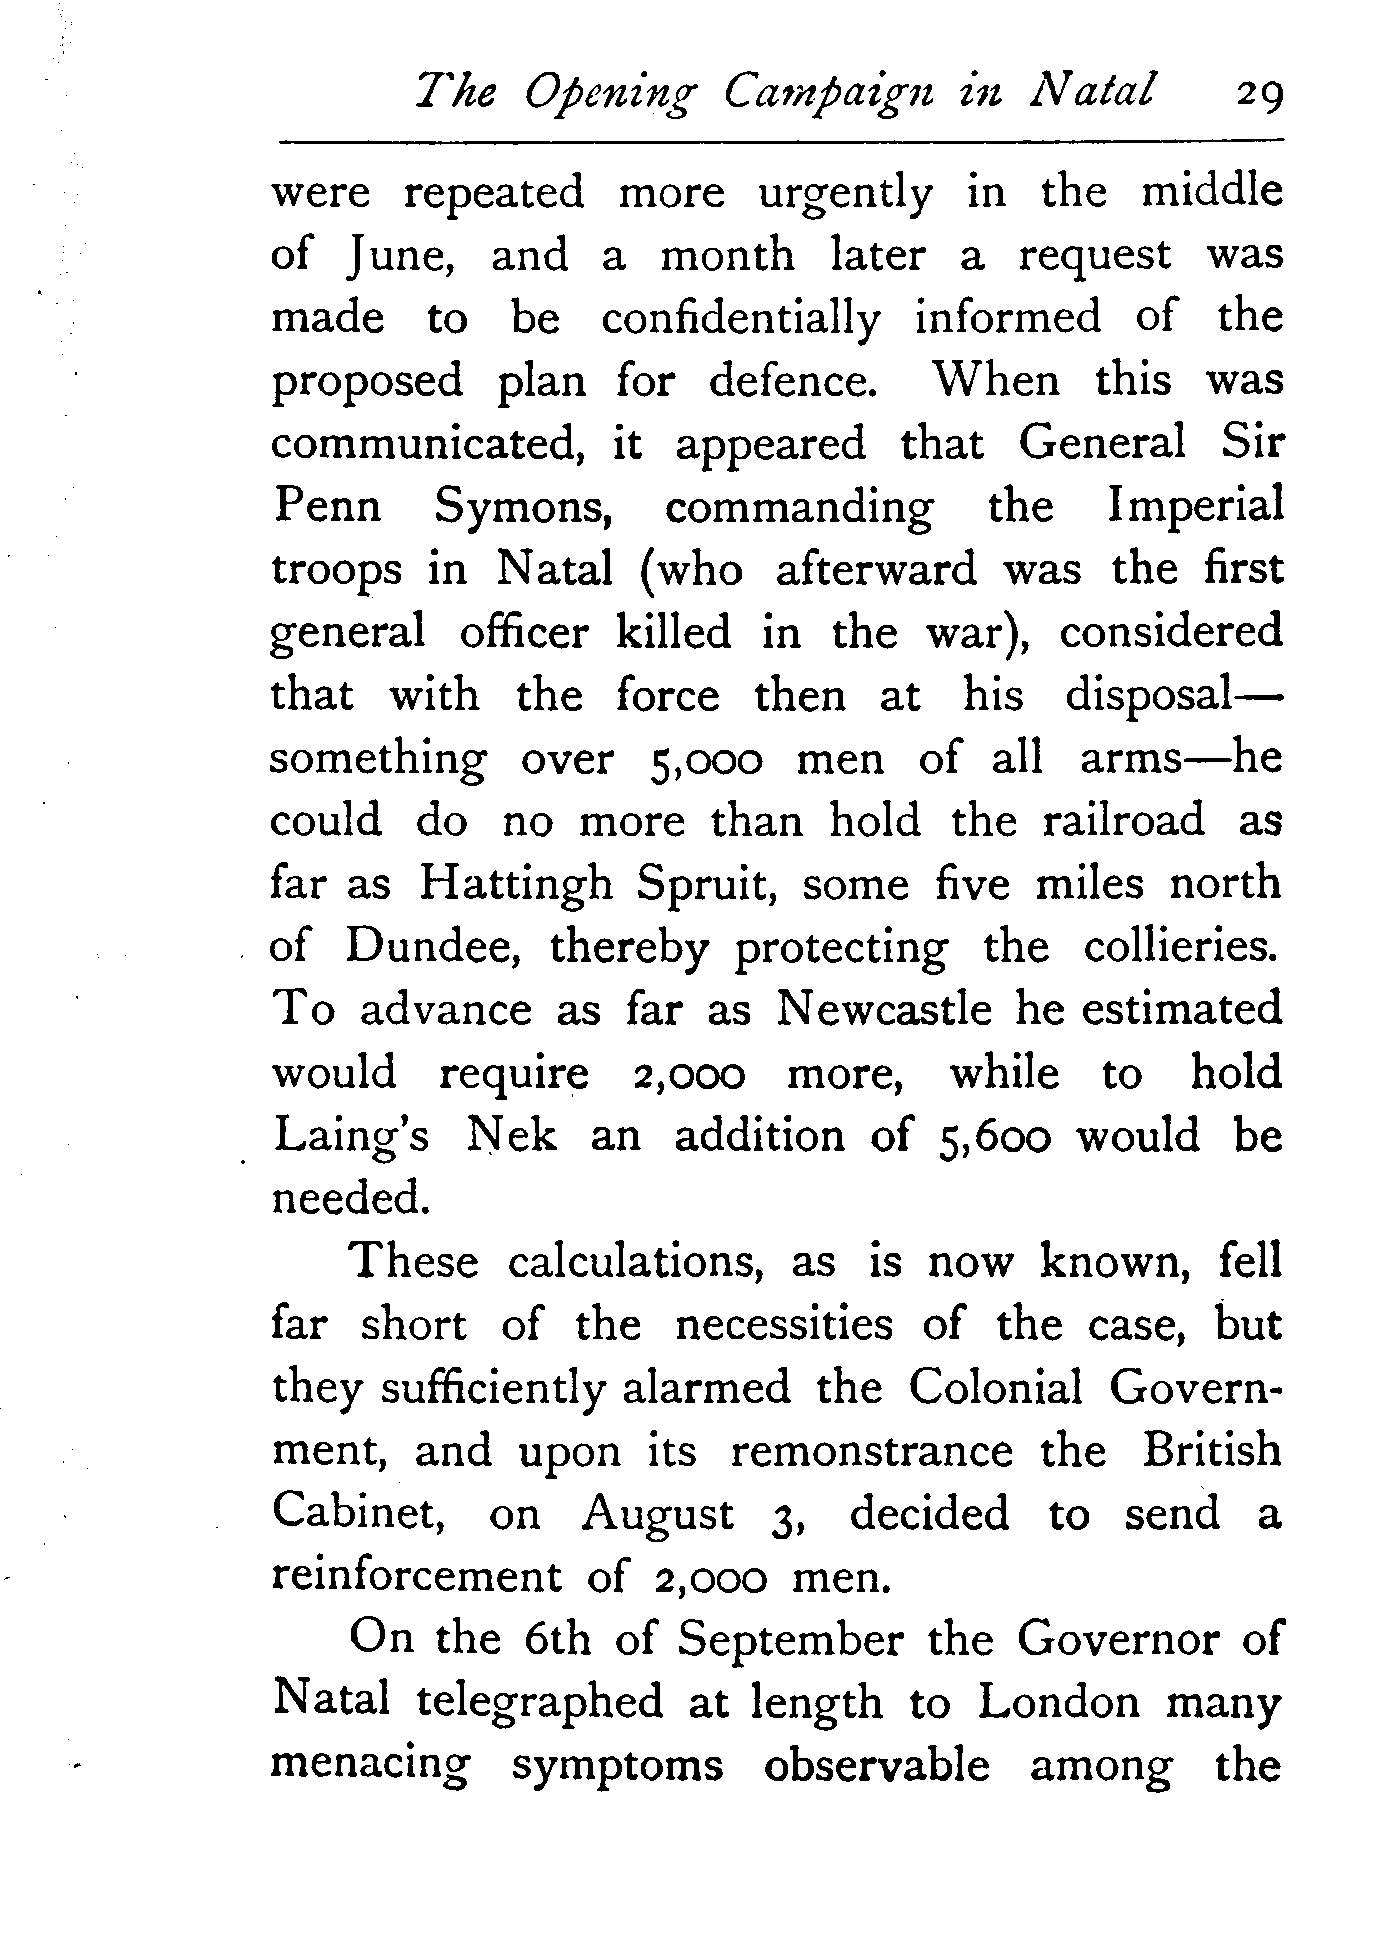 The Opening Campaign in Natal 29
were repeated more urgently in the middle
of June, and a month later a request was
made to be confidentially informed of the
proposed plan for defence. When this was
communicated, it appeared that General Sir
Penn Symons, commanding the Imperial
troops in Natal (who afterward was the first
general officer killed in the war), considered
that with the force then at his disposal—
something over 5,000 men of all arms—he
could do no more than hold the railroad as
far as Hattingh Spruit, some five miles north
of Dundee, thereby protecting the collieries.
To advance as far as Newcastle he estimated
would require 2,000 more, while to hold
Laing's Nek an addition of 5,600 would be
needed.
These calculations, as is now known, fell
far short of the necessities of the case, but
they sufficiently alarmed the Colonial Govern-
ment, and upon its remonstrance the British
Cabinet, on August 3, decided to send a
reinforcement of 2,000 men.
On the 6th of September the Governor of
Natal telegraphed at length to London many
menacing symptoms observable among the